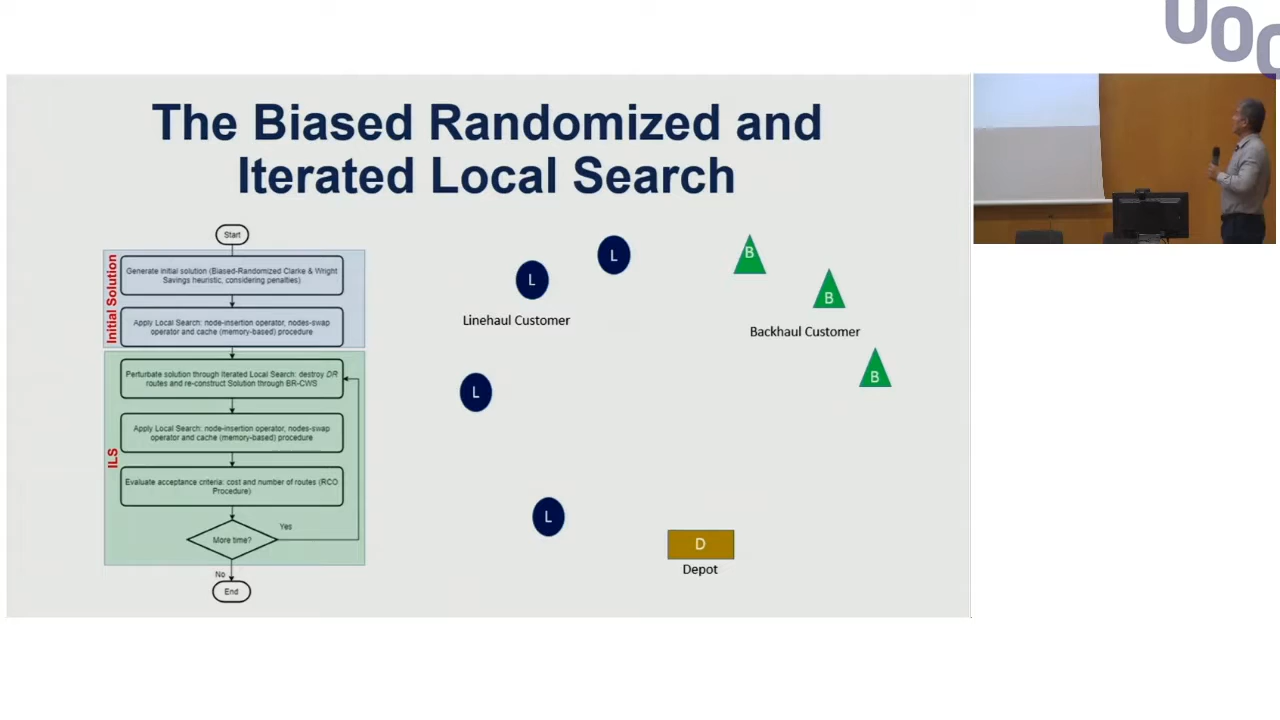 UOC
The Biased Randomized and
Iterated Local Search
Start
Initial Solution
Generate initial solution (Biased-Randomized Clarke & Wright
Savings heuristic, considering penalties)
Apply Local Search: node-insertion operator, nodes-swap
operator and cache (memory-based) procedure
ILS
Perturbate solution through Iterated Local Search: destroy DR
routes and re-construct Solution through BR-CWS
Apply Local Search: node-insertion operator, nodes-swap
operator and cache (memory-based) procedure
Evaluate acceptance criteria: cost and number of routes (RCO
Procedure)
More time?
Yes
No
End
L
L
Linehaul Customer
L
L
B
B
Backhaul Customer
B
D
Depot